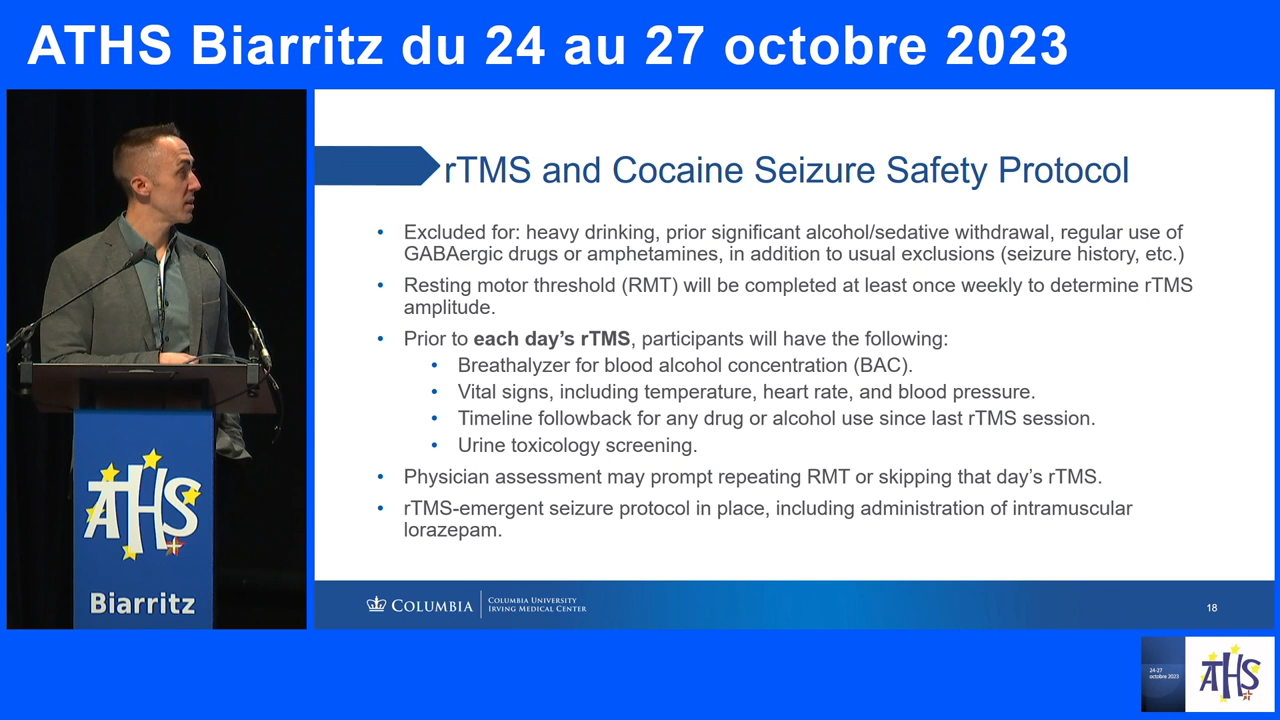 ATHS Biarritz du 24 au 27 octobre 2023
rTMS and Cocaine Seizure Safety Protocol
• Excluded for: heavy drinking, prior significant alcohol/sedative withdrawal, regular use of
GABAergic drugs or amphetamines, in addition to usual exclusions (seizure history, etc.)
• Resting motor threshold (RMT) will be completed at least once weekly to determine rTMS
amplitude.
• Prior to each day's rTMS, participants will have the following:
• Breathalyzer for blood alcohol concentration (BAC).
• Vital signs, including temperature, heart rate, and blood pressure.
• Timeline followback for any drug or alcohol use since last rTMS session.
• Urine toxicology screening.
• Physician assessment may prompt repeating RMT or skipping that day's rTMS.
• rTMS-emergent seizure protocol in place, including administration of intramuscular
lorazepam.
COLUMBIA
COLUMBIA UNIVERSITY
IRVING MEDICAL CENTER
18
ATHS
Biarritz
24-27
octobre 2023
ATHS